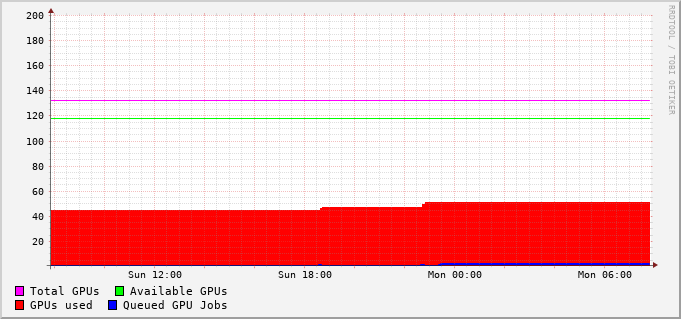 200
180
160
140
120
100
80
60
40
20
Sun 12:00 Sun 18:00 Mon 00:00 Mon 06:00
Total GPUs Available GPUs
GPUs used Queued GPU Jobs
RRDTOOL / TOBI OETIKER